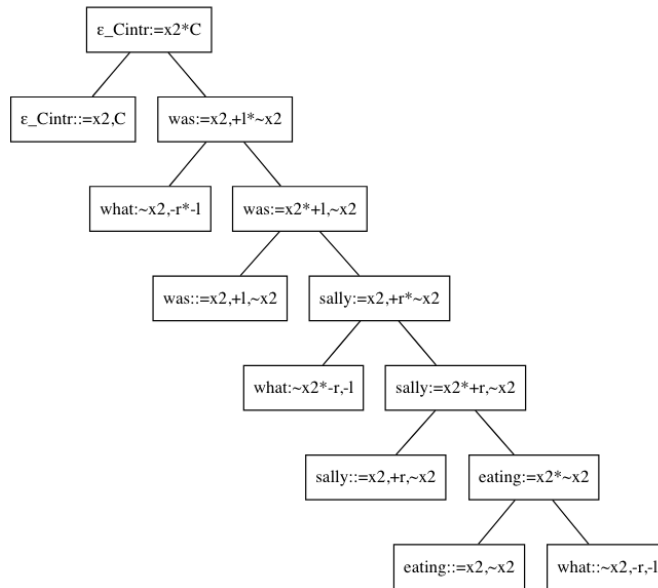 ε_Cintr:=x2*C
ε_Cintr::=x2,C
was:=x2,+l*~x2
what:~x2,-r*-l
was:=x2*+l,~x2
was::=x2,+l,~x2
sally:=x2,+r*~x2
what:~x2*-r,-l
sally:=x2*+r,~x2
sally::=x2,+r,~x2
eating:=x2*~x2
eating::=x2,~x2
what::~x2,-r,-l